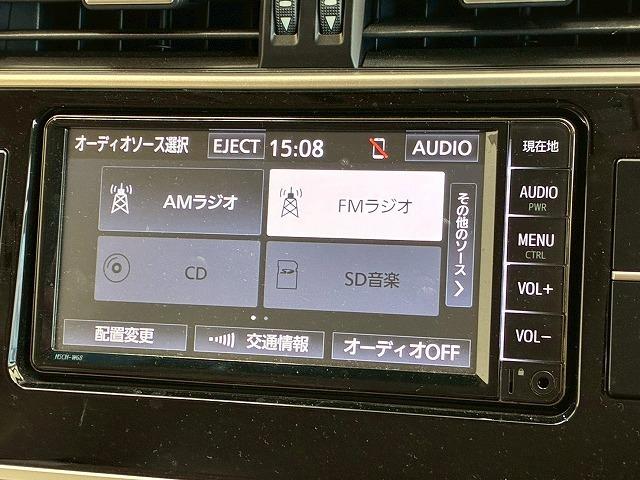 オーディオソース選択 EJECT 15:08 AUDIO
AMラジオ
FMラジオ
SD
CD
SD音楽
その他のソース
配置変更
交通情報
オーディオOFF
NSCN-W68
現在地
AUDIO
PWR
MENU
CTRL
VOL+
VOL−